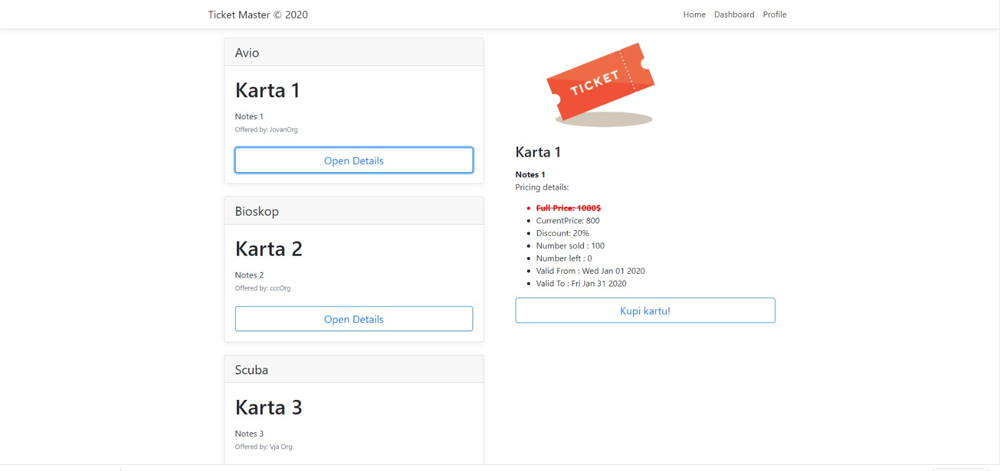 Ticket Master © 2020
Home Dashboard Profile
Avio
Karta 1
Notes 1
Offered by: JovanOrg
Open Details
Bioskop
Karta 2
Notes 2
Offered by: cccOrg
Open Details
Scuba
Karta 3
Notes 3
Offered by: Vja Org
TICKET
Karta 1
Notes 1
Pricing details:
Full Price: 1000$
CurrentPrice: 800
Discount: 20%
Number sold : 100
Number left : 0
Valid From : Wed Jan 01 2020
Valid To : Fri Jan 31 2020
Kupi kartu!